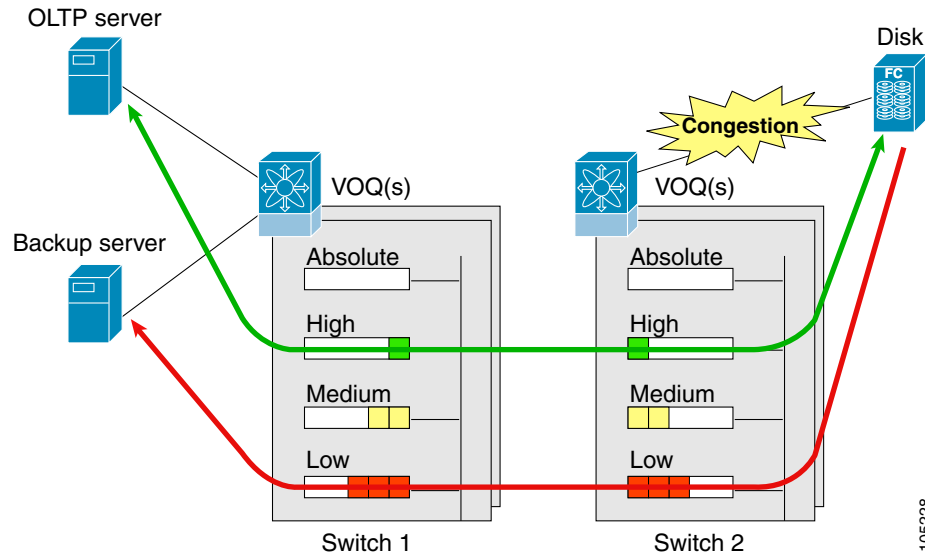 OLTP server
Disk
FC
Congestion
VOQ(s)
VOQ(s)
Backup server
Absolute
Absolute
High
High
Medium
Medium
Low
Low
Switch 1
Switch 2